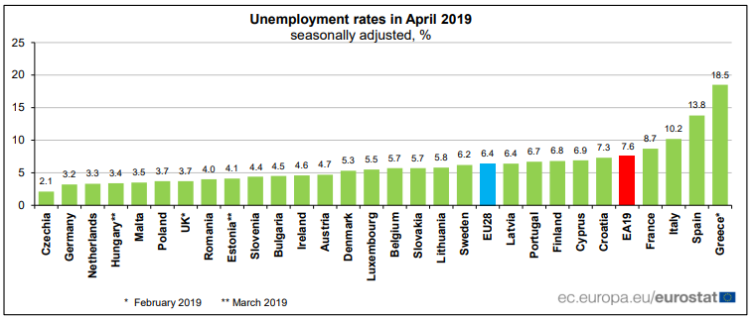 Unemployment rates in April 2019
seasonally adjusted, %
25
20
15
10
5
0
2.1 3.2 3.3 3.4 3.5 3.7 3.7 4.0 4.1 4.4 4.5 4.6 4.7 5.3 5.5 5.7 5.7 5.8 6.2 6.4 6.4 6.7 6.8 6.9 7.3 7.6 8.7 10.2 13.8 18.5
Czechia
Germany
Netherlands
Hungary**
Malta
Poland
UK*
Romania
Estonia**
Slovenia
Bulgaria
Ireland
Austria
Denmark
Luxembourg
Belgium
Slovakia
Lithuania
Sweden
EU28
Latvia
Portugal
Finland
Cyprus
Croatia
EA19
France
Italy
Spain
Greece*
* February 2019 ** March 2019
ec.europa.eu/eurostat